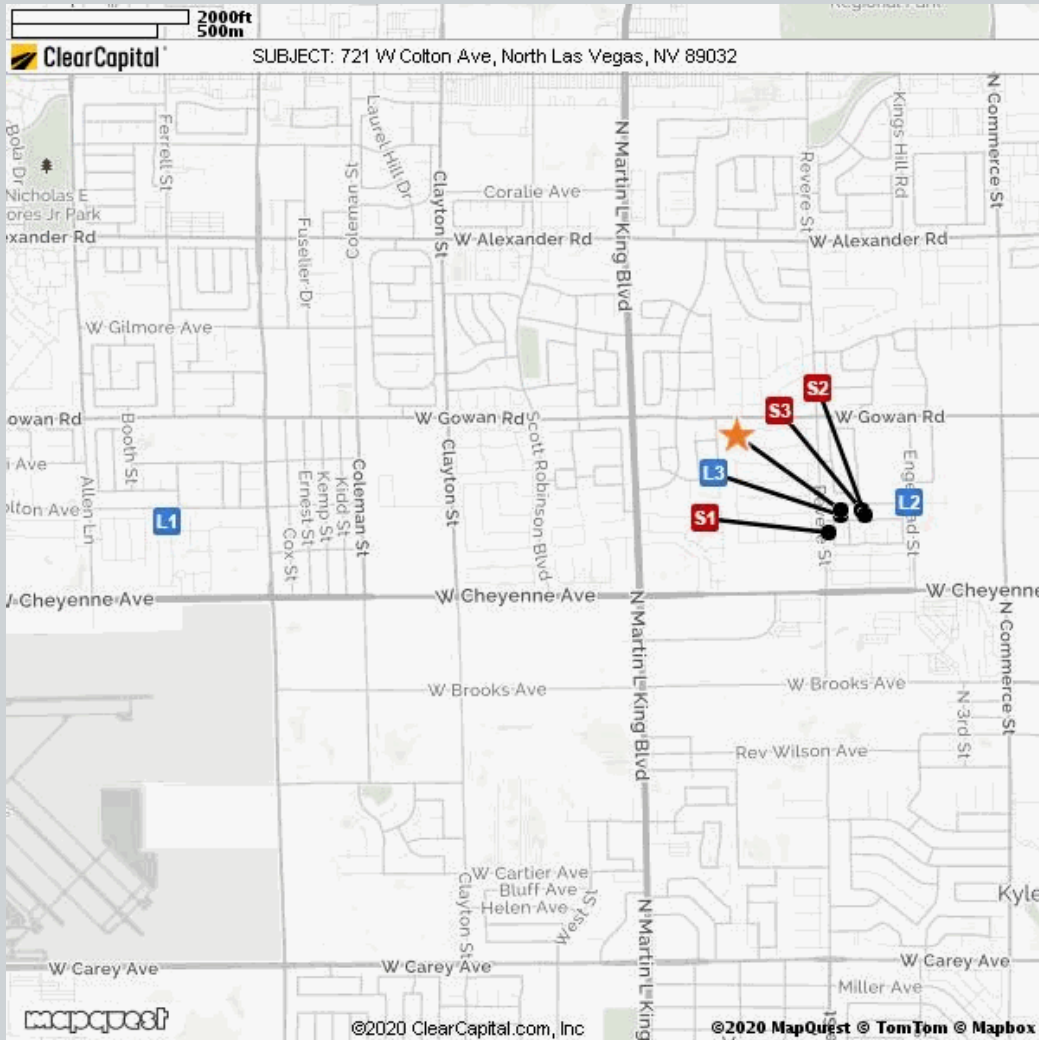 Regional Park
2000ft
500m
ClearCapital
SUBJECT: 721 W Colton Ave, North Las Vegas, NV 89032
Bola Dr
Ferrell St
Laurel Hill Dr
Coleman St
Clayton St
N Martin L King Blvd
Revere St
Kings Hill Rd
N Commerce St
Nicholas E
ores Jr Park
Coralie Ave
exander Rd
W Alexander Rd
W Alexander Rd
Fuselier Dr
W Gilmore Ave
S2
S3
owan Rd
W Gowan Rd
W Gowan Rd
Booth St
Scott Robinson Blvd
Clayton St
Coleman St
Kidd St
Kemp St
Ernest St
Cox St
Allen Ln
i Ave
olton Ave
L1
L3
L2
S1
W Cheyenne Ave
W Cheyenne Ave
W Cheyenne
N Martin L King Blvd
N Commerce St
W Brooks Ave
W Brooks Ave
N 3rd St
Rev Wilson Ave
W Cartier Ave
Bluff Ave
Helen Ave
West St
Clayton St
Kyle
N Martin L King
W Carey Ave
W Carey Ave
W Carey Ave
Miller Ave
mapquest
©2020 ClearCapital.com, Inc
©2020 MapQuest © TomTom © Mapbox